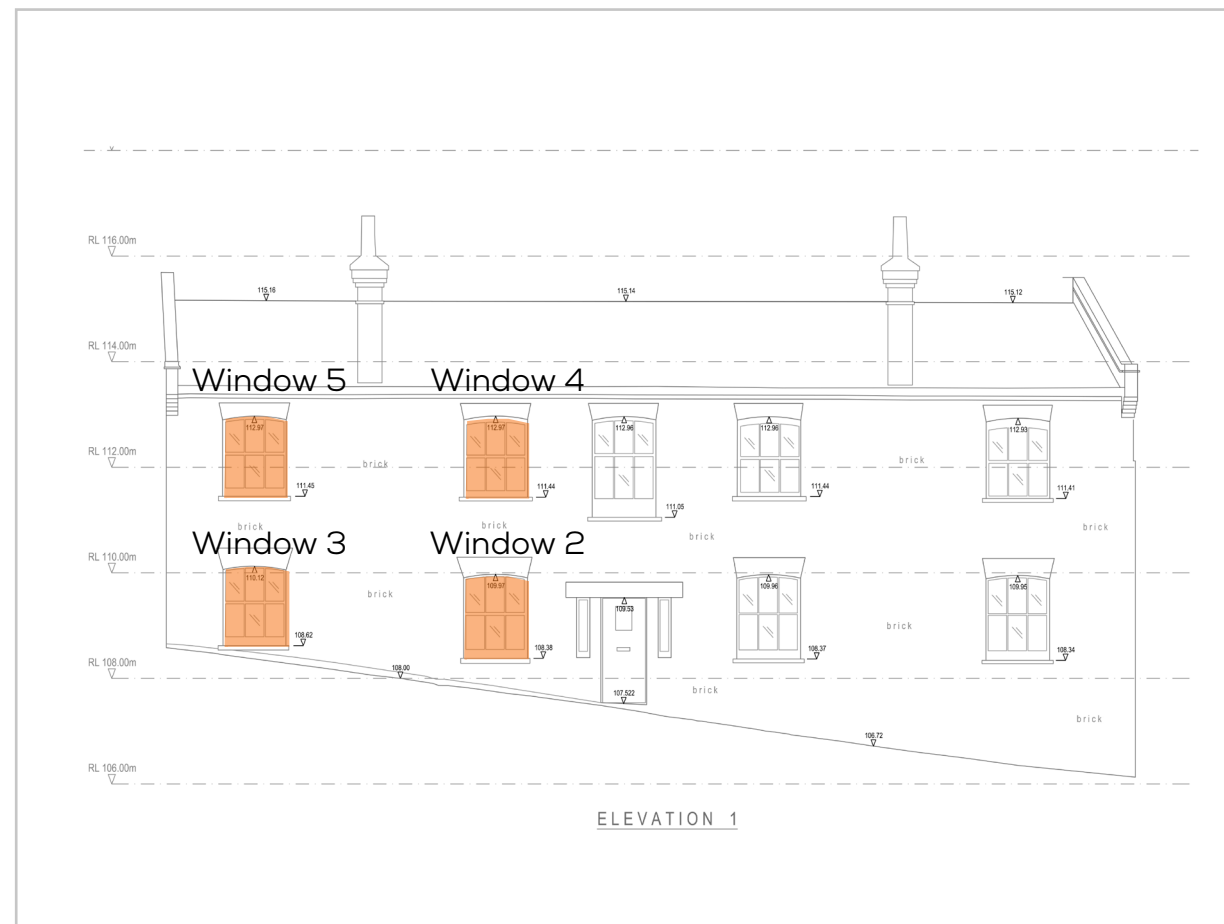 RL 116.00m
115.16
115.14
115.12
RL 114.00m
Window 5 Window 4
112.97
112.97
112.96
112.96
112.93
RL 112.00m
brick
brick
111.45
111.44
111.44
111.41
111.05
brick
brick
brick
brick
Window 3 Window 2
RL 110.00m
110.12
109.97
109.96
109.95
109.53
brick
brick
108.62
108.38
108.37
108.34
RL 108.00m
108.00
brick
107.522
brick
106.72
RL 106.00m
ELEVATION 1